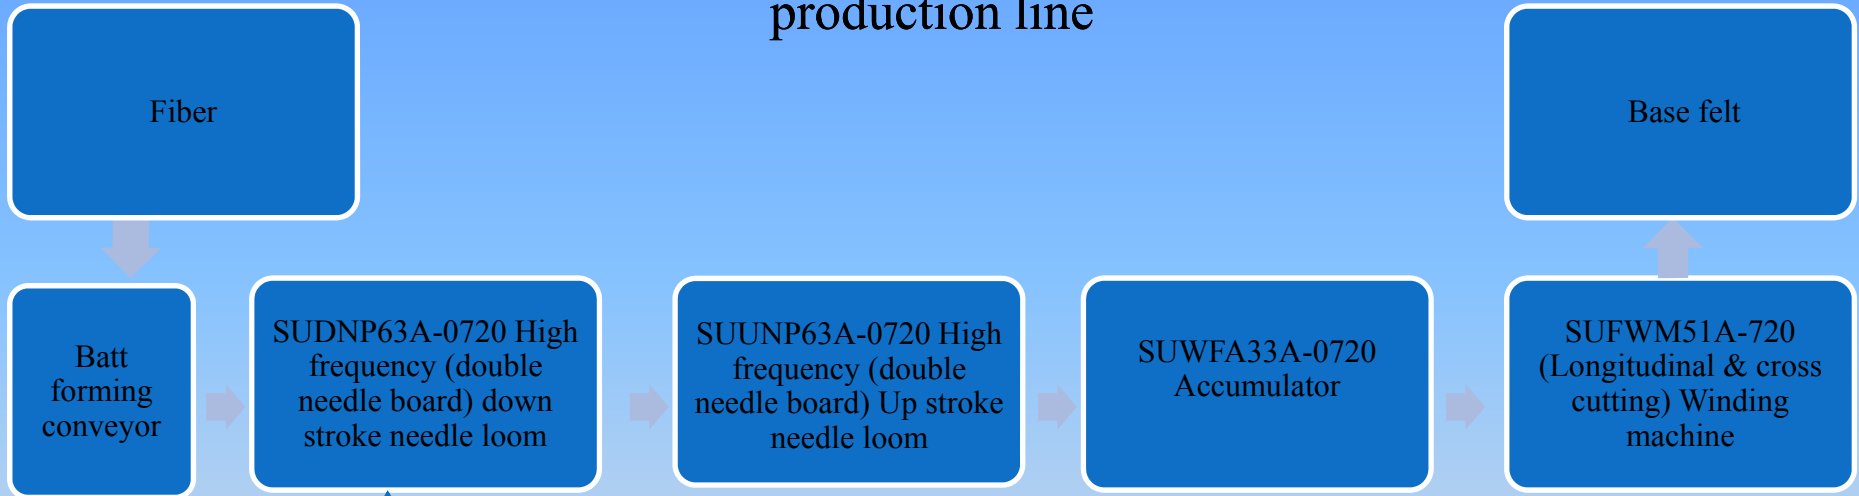 production line
Fiber
Base felt
Batt
forming
conveyor
SUDNP63A-0720 High
frequency (double
needle board) down
stroke needle loom
SUUNP63A-0720 High
frequency (double
needle board) Up stroke
needle loom
SUWFA33A-0720
Accumulator
SUFWM51A-720
(Longitudinal & cross
cutting) Winding
machine